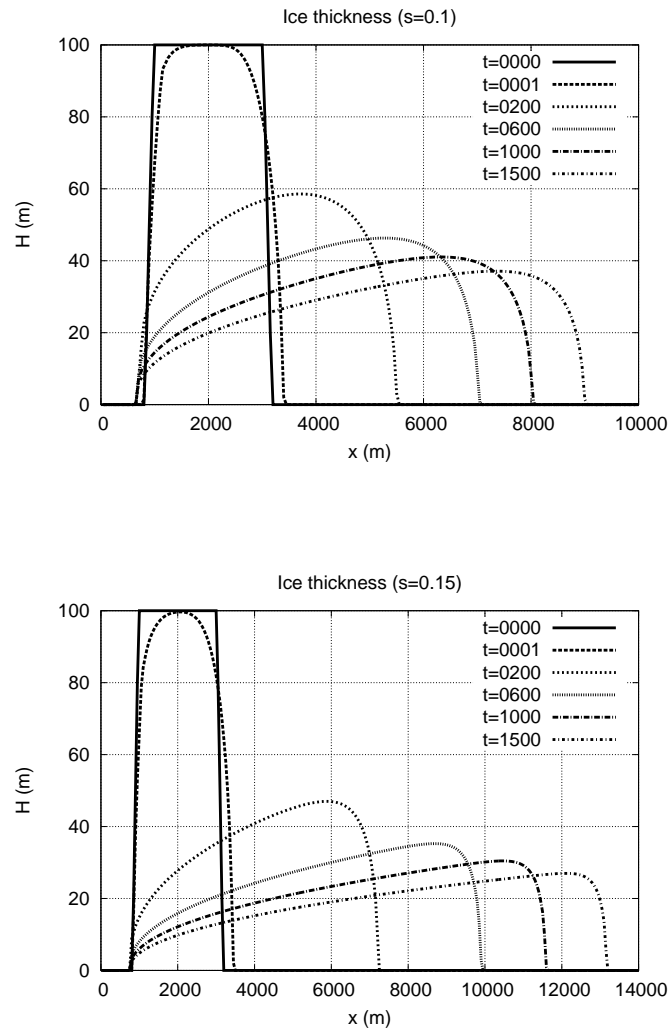 Ice thickness (s=0.1)
100
80
60
40
20
0
H (m)
t=0000
t=0001
t=0200
t=0600
t=1000
t=1500
0 2000 4000 6000 8000 10000
x (m)
Ice thickness (s=0.15)
100
80
60
40
20
0
H (m)
t=0000
t=0001
t=0200
t=0600
t=1000
t=1500
0 2000 4000 6000 8000 10000 12000 14000
x (m)